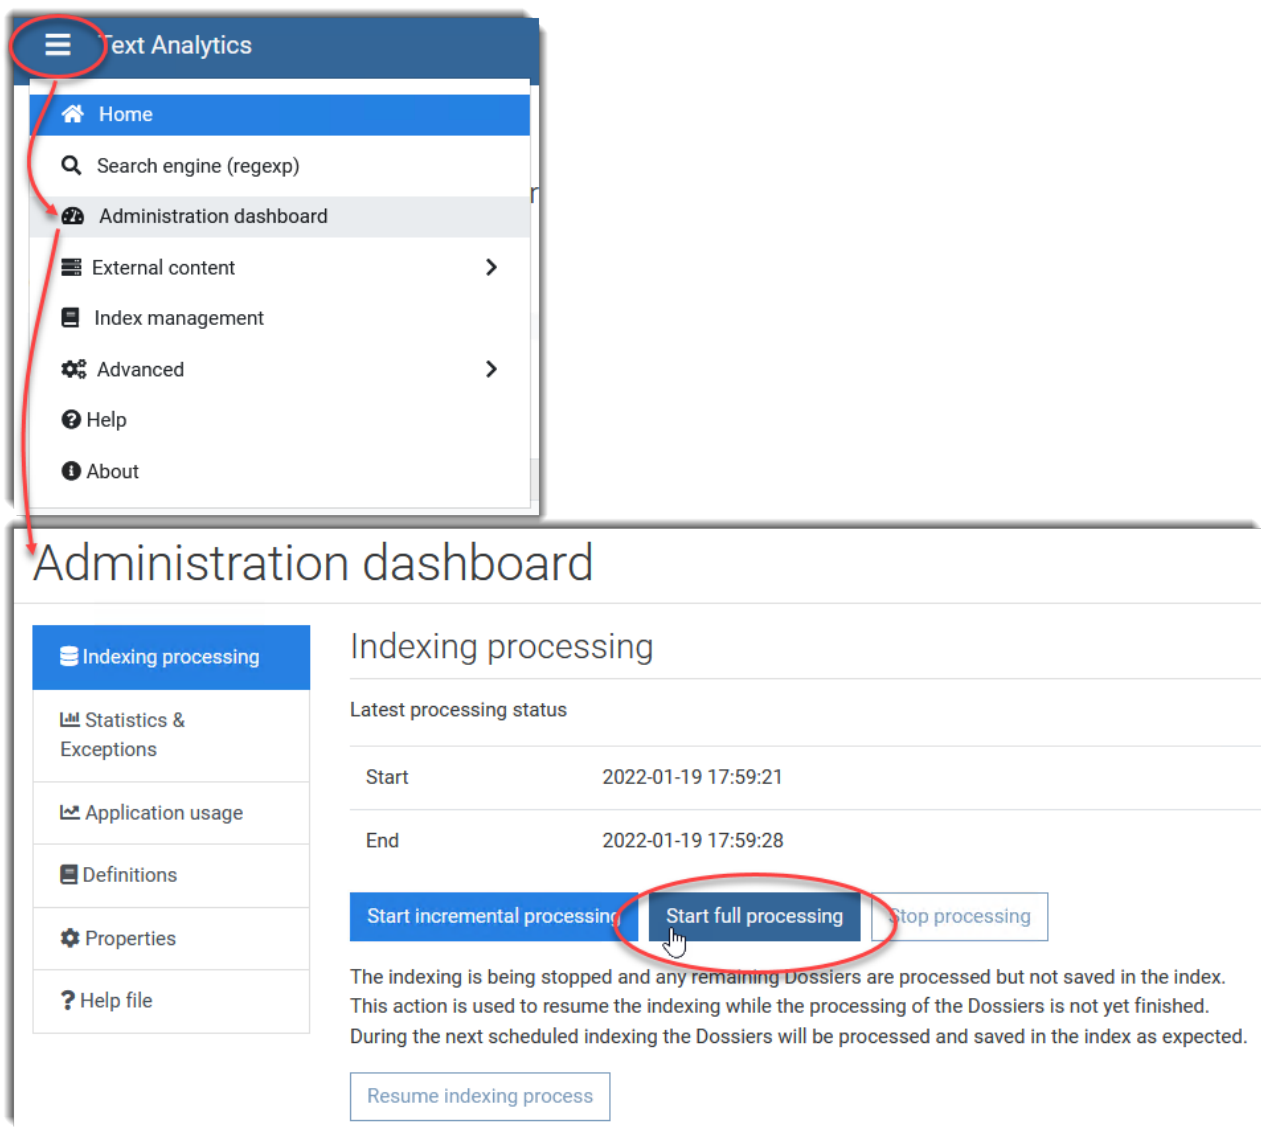 Text Analytics
Home
Search engine (regexp)
r
Administration dashboard
External content
Index management
Advanced
Help
About
Administration dashboard
Indexing processing
Statistics &
Exceptions
Application usage
Definitions
Properties
Help file
Indexing processing
Latest processing status
Start 2022-01-19 17:59:21
End 2022-01-19 17:59:28
Start incremental processing Start full processing Stop processing
The indexing is being stopped and any remaining Dossiers are processed but not saved in the index.
This action is used to resume the indexing while the processing of the Dossiers is not yet finished.
During the next scheduled indexing the Dossiers will be processed and saved in the index as expected.
Resume indexing process